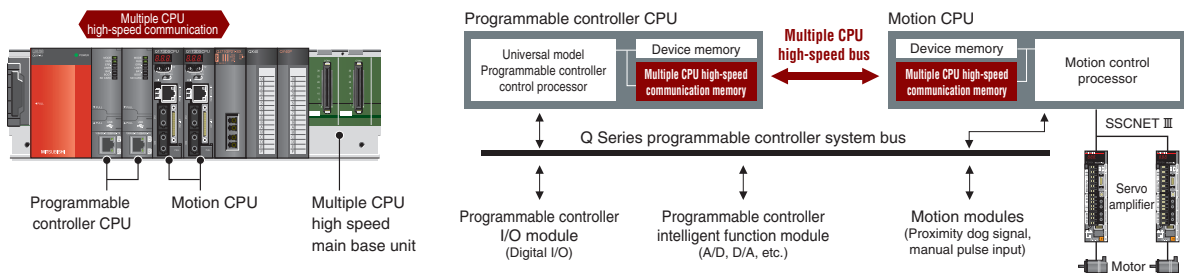 Multiple CPU
high-speed communication
MITSUBISHI
Programmable
controller CPU
Motion CPU
Multiple CPU
high speed
main base unit
Programmable controller CPU
Universal model
Programmable controller
control processor
Device memory
Multiple CPU high-speed
communication memory
Multiple CPU
high-speed bus
Motion CPU
Device memory
Multiple CPU high-speed
communication memory
Motion control
processor
SSCNET III
Q Series programmable controller system bus
Programmable controller
I/O module
(Digital I/O)
Programmable controller
intelligent function module
(A/D, D/A, etc.)
Motion modules
(Proximity dog signal,
manual pulse input)
Servo
amplifier
Motor